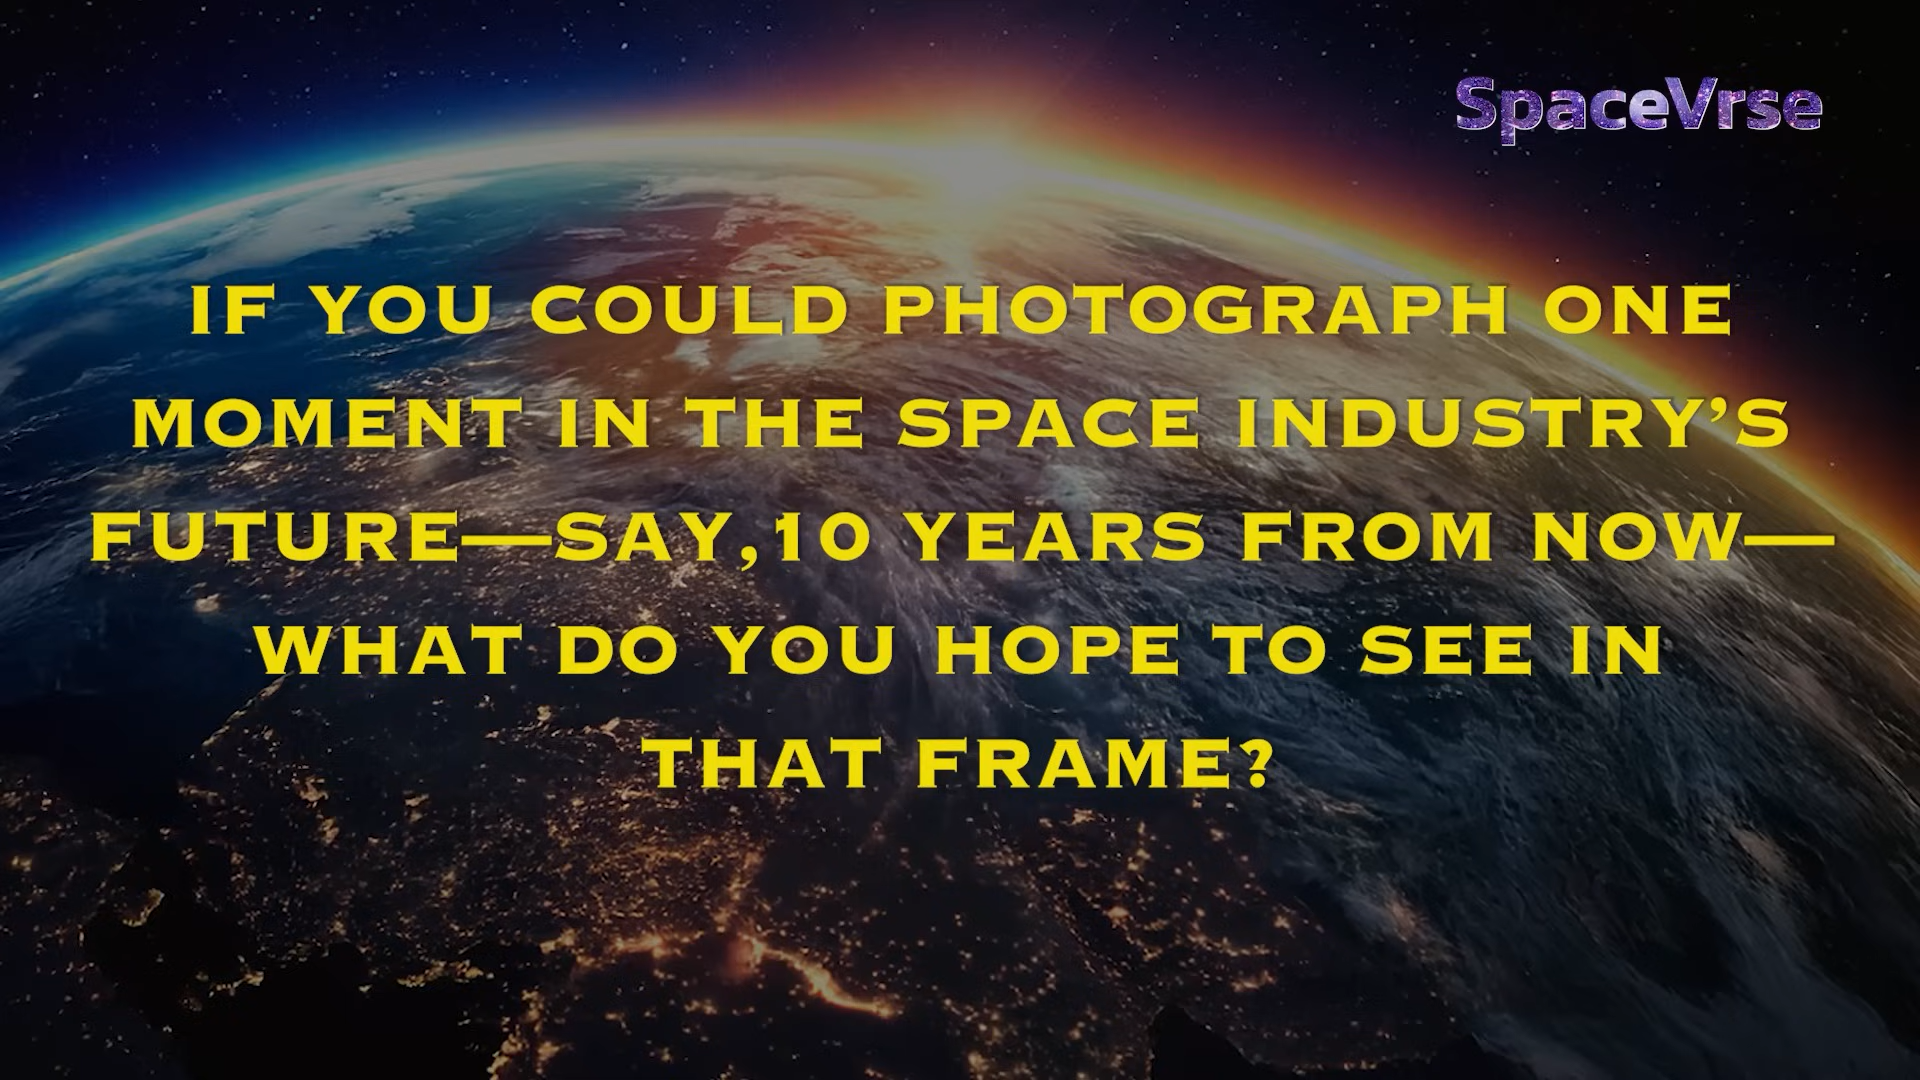 SpaceVrse
IF YOU COULD PHOTOGRAPH ONE
MOMENT IN THE SPACE INDUSTRY’S
FUTURE—SAY,10 YEARS FROM NOW—
WHAT DO YOU HOPE TO SEE IN
THAT FRAME?